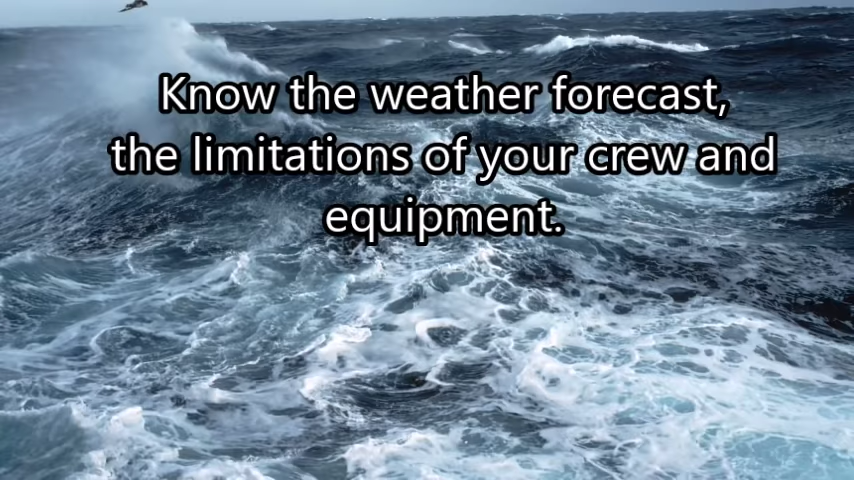 Know the weather forecast,
the limitations of your crew and
equipment.